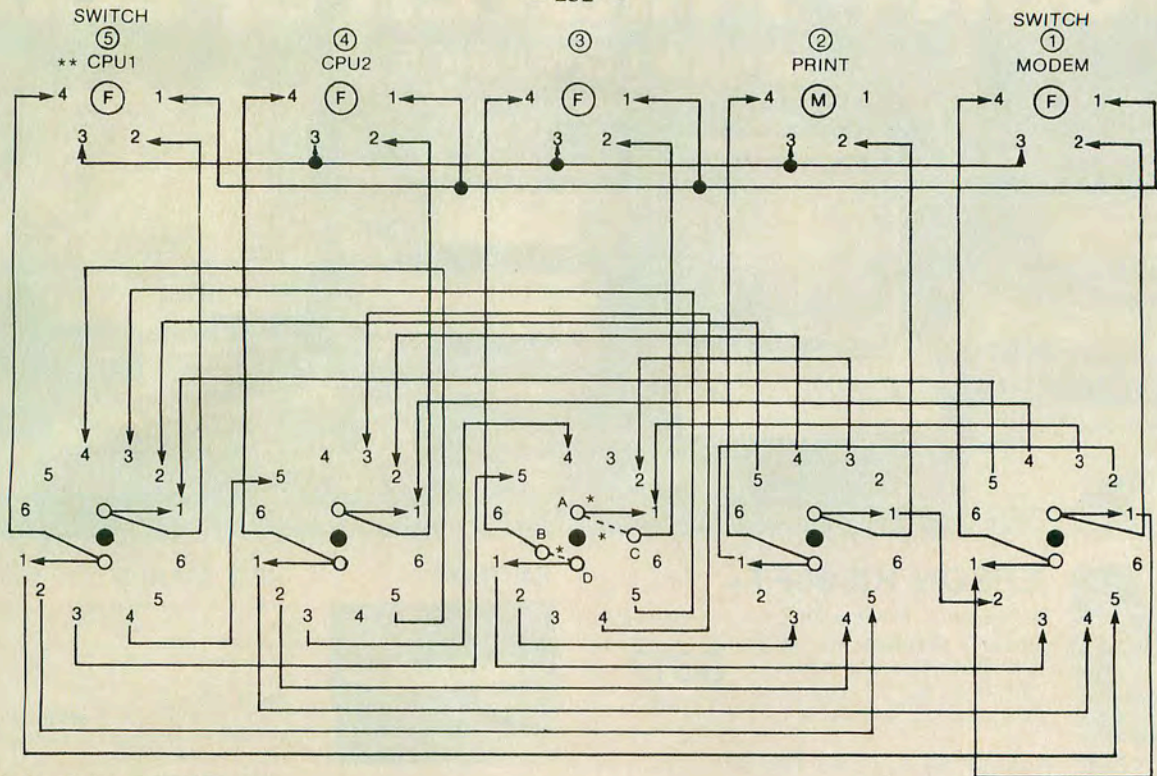 SWITCH SWITCH
⑤ ④ ③ ② ①
** CPU1 CPU2 PRINT MODEM
4 F 1 4 F 1 4 F 1 4 M 1 4 F 1
3 2 3 2 3 2 3 2 3 2
4 3 4 3 4 3 4 3 4 3
5 2 5 2 5 2 5 2 5 2
6 1 6 1 6 A * 1 6 1 6 1
B * * C
1 6 1 6 1 D 6 1 6 1 6
2 5 2 5 2 5 2 5 2 5
3 4 3 4 3 4 3 4 3 4